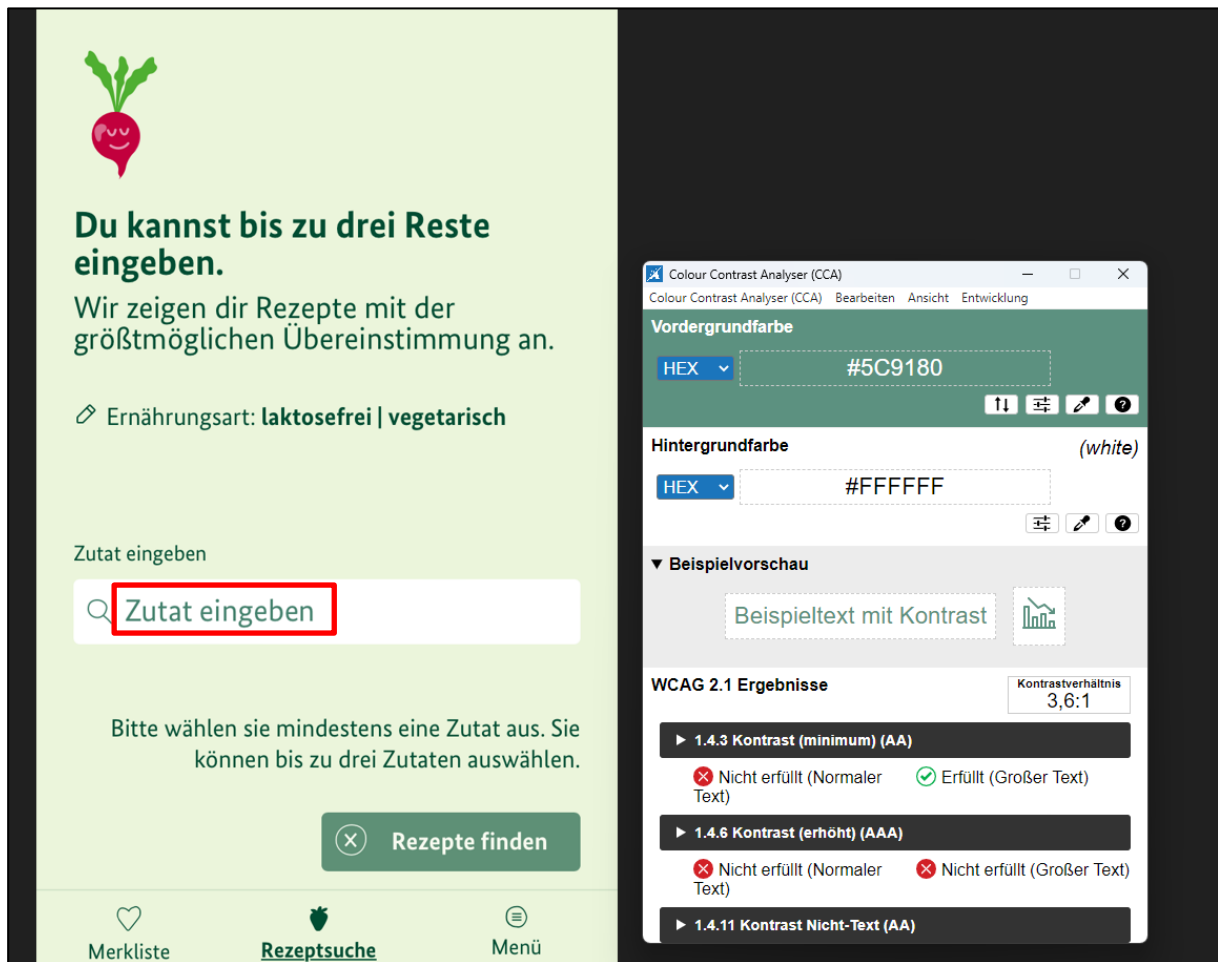 Du kannst bis zu drei Reste
eingeben.
Wir zeigen dir Rezepte mit der
größtmöglichen Übereinstimmung an.
Ernährungsart: laktosefrei | vegetarisch
Zutat eingeben
Zutat eingeben
Bitte wählen sie mindestens eine Zutat aus. Sie
können bis zu drei Zutaten auswählen.
Rezepte finden
Merkliste
Rezeptsuche
Menü
Colour Contrast Analyser (CCA)
Colour Contrast Analyser (CCA) Bearbeiten Ansicht Entwicklung
Vordergrundfarbe
HEX #5C9180
Hintergrundfarbe (white)
HEX #FFFFFF
▼ Beispielvorschau
Beispieltext mit Kontrast
WCAG 2.1 Ergebnisse
Kontrastverhältnis
3,6:1
▶ 1.4.3 Kontrast (minimum) (AA)
Nicht erfüllt (Normaler
Text)
Erfüllt (Großer Text)
▶ 1.4.6 Kontrast (erhöht) (AAA)
Nicht erfüllt (Normaler
Text)
Nicht erfüllt (Großer Text)
▶ 1.4.11 Kontrast Nicht-Text (AA)